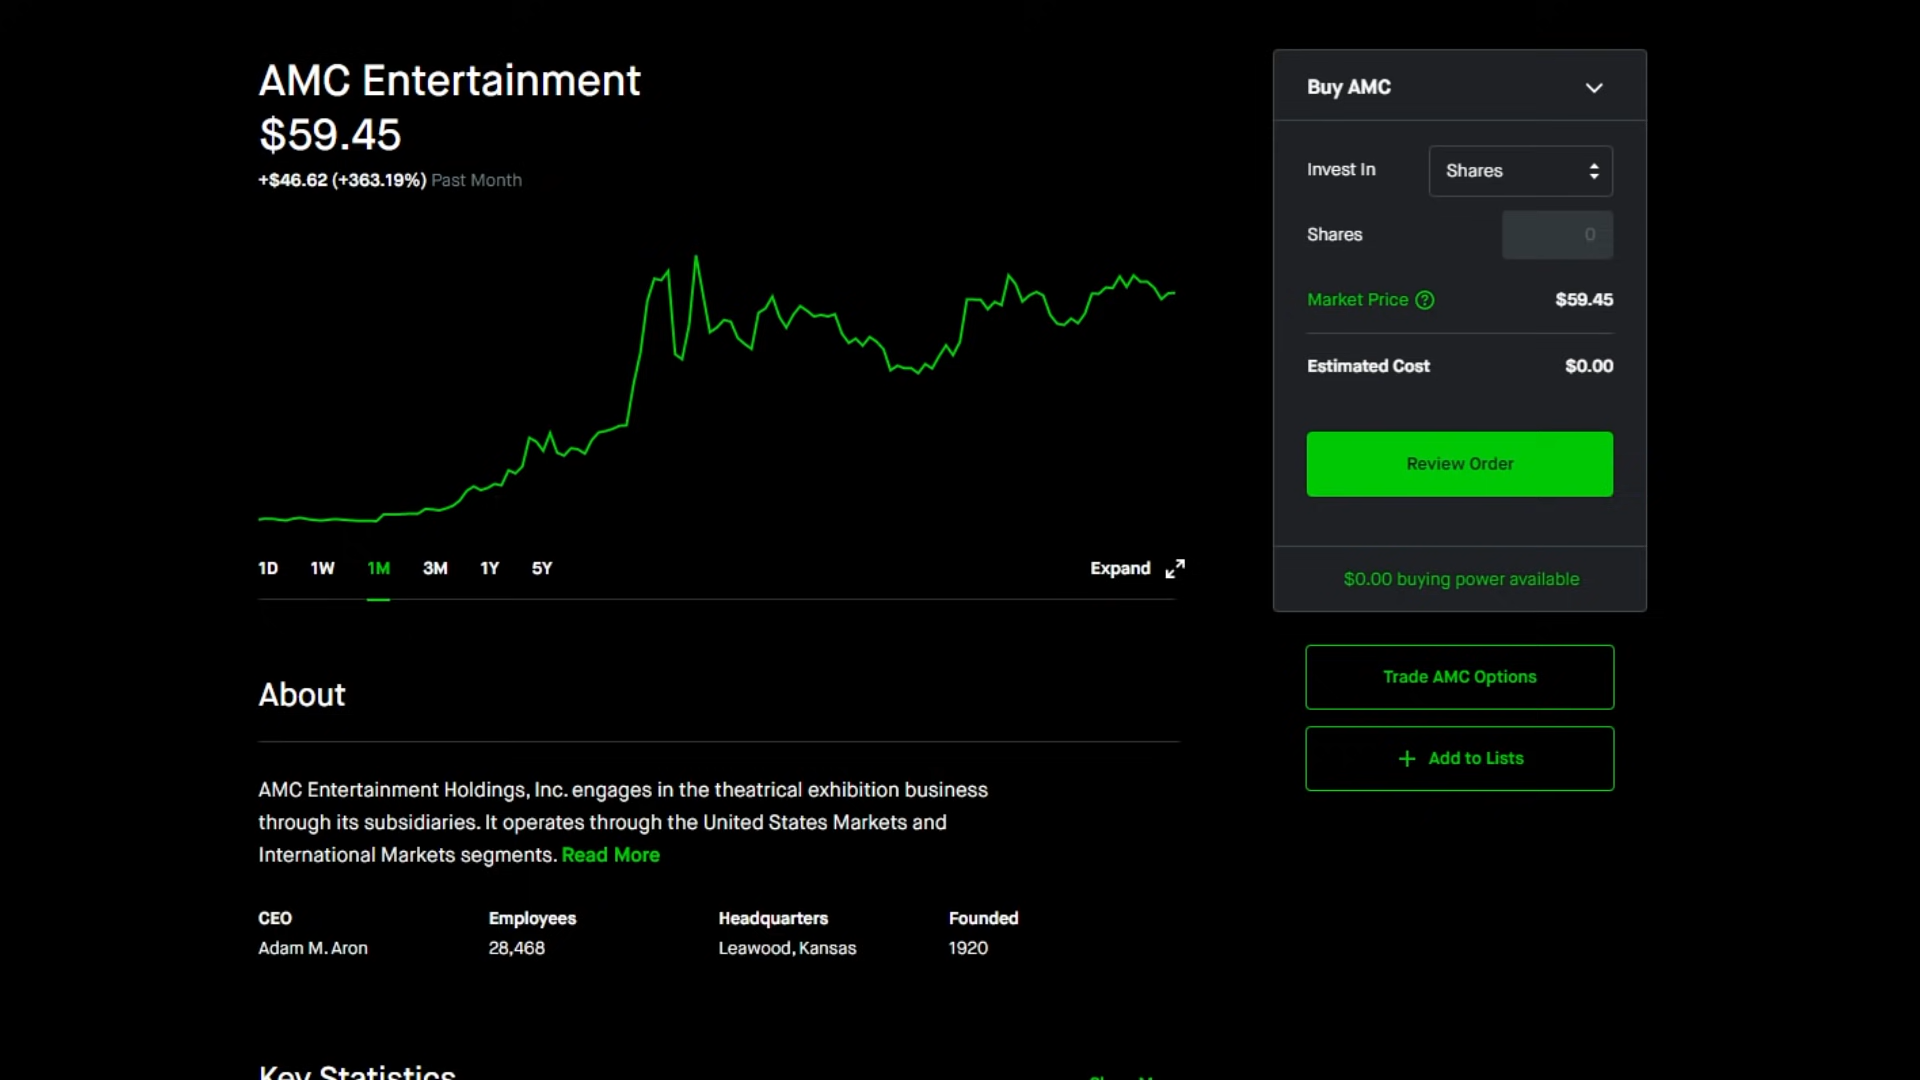 AMC Entertainment
$59.45
+$46.62 (+363.19%) Past Month
1D 1W 1M 3M 1Y 5Y Expand
About
AMC Entertainment Holdings, Inc. engages in the theatrical exhibition business
through its subsidiaries. It operates through the United States Markets and
International Markets segments. Read More
CEO Employees Headquarters Founded
Adam M. Aron 28,468 Leawood, Kansas 1920
Key Statistics
Buy AMC
Invest In Shares
Shares 0
Market Price ? $59.45
Estimated Cost $0.00
Review Order
$0.00 buying power available
Trade AMC Options
+ Add to Lists